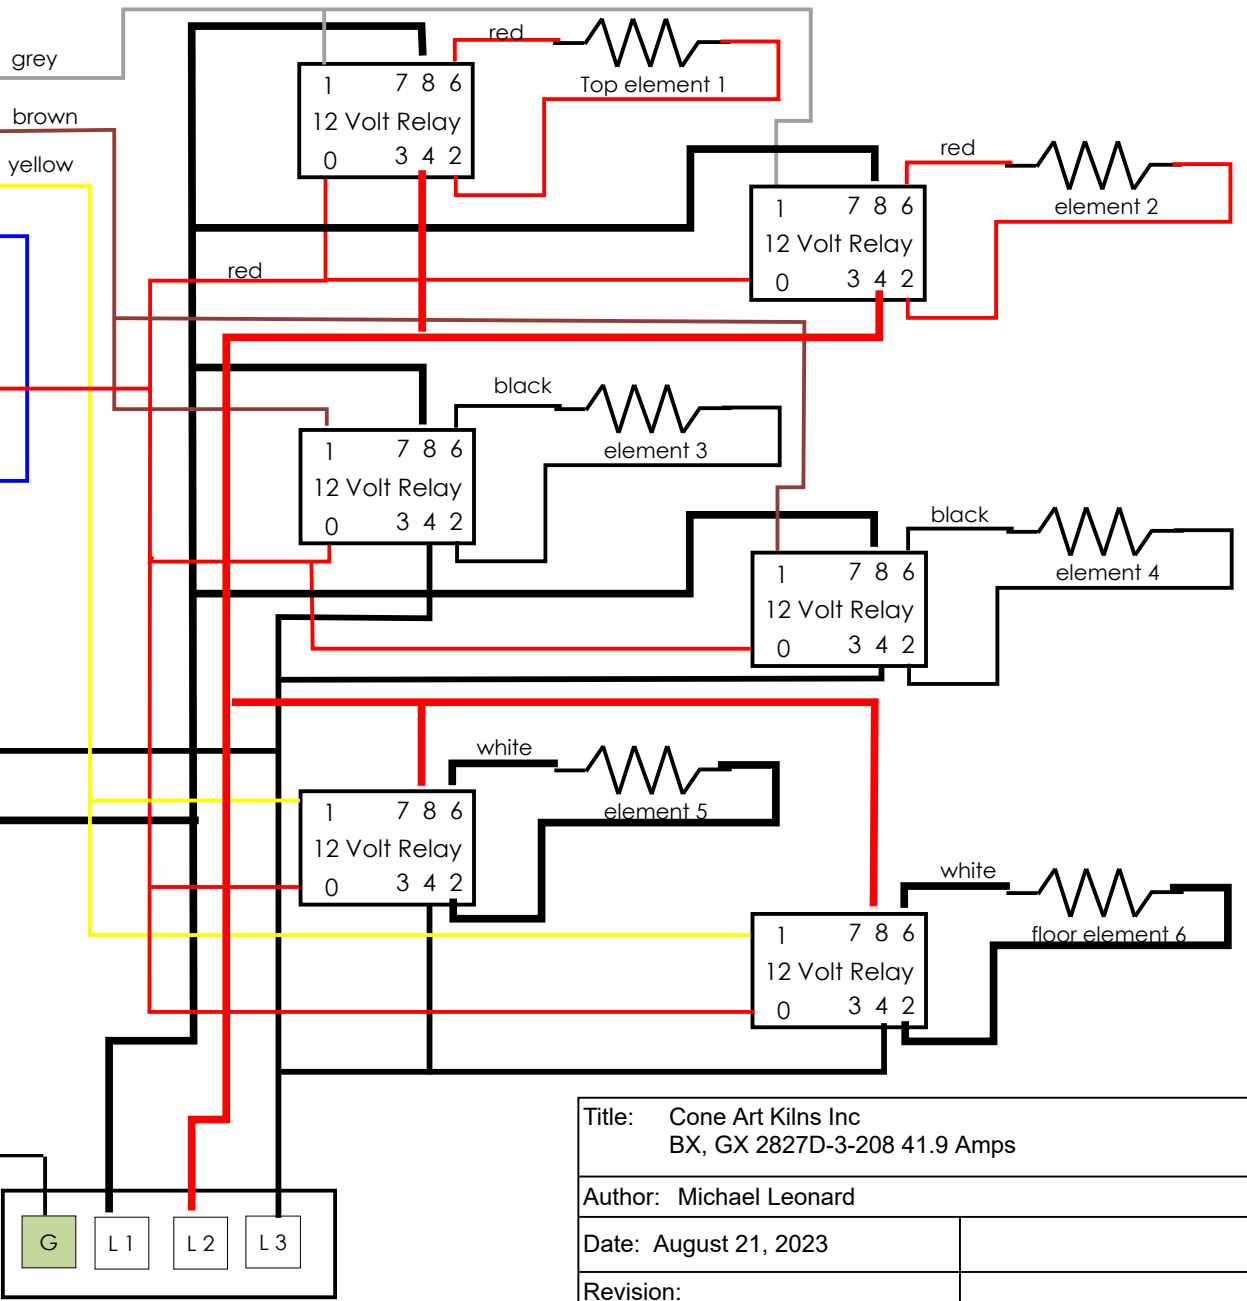 grey
brown
yellow
red
Top element 1
1 7 8 6
12 Volt Relay
0 3 4 2
red
element 2
1 7 8 6
12 Volt Relay
0 3 4 2
red
black
element 3
1 7 8 6
12 Volt Relay
0 3 4 2
black
element 4
1 7 8 6
12 Volt Relay
0 3 4 2
white
element 5
1 7 8 6
12 Volt Relay
0 3 4 2
white
floor element 6
1 7 8 6
12 Volt Relay
0 3 4 2
G L 1 L 2 L 3
Title: Cone Art Kilns Inc
BX, GX 2827D-3-208 41.9 Amps
Author: Michael Leonard
Date: August 21, 2023
Revision: